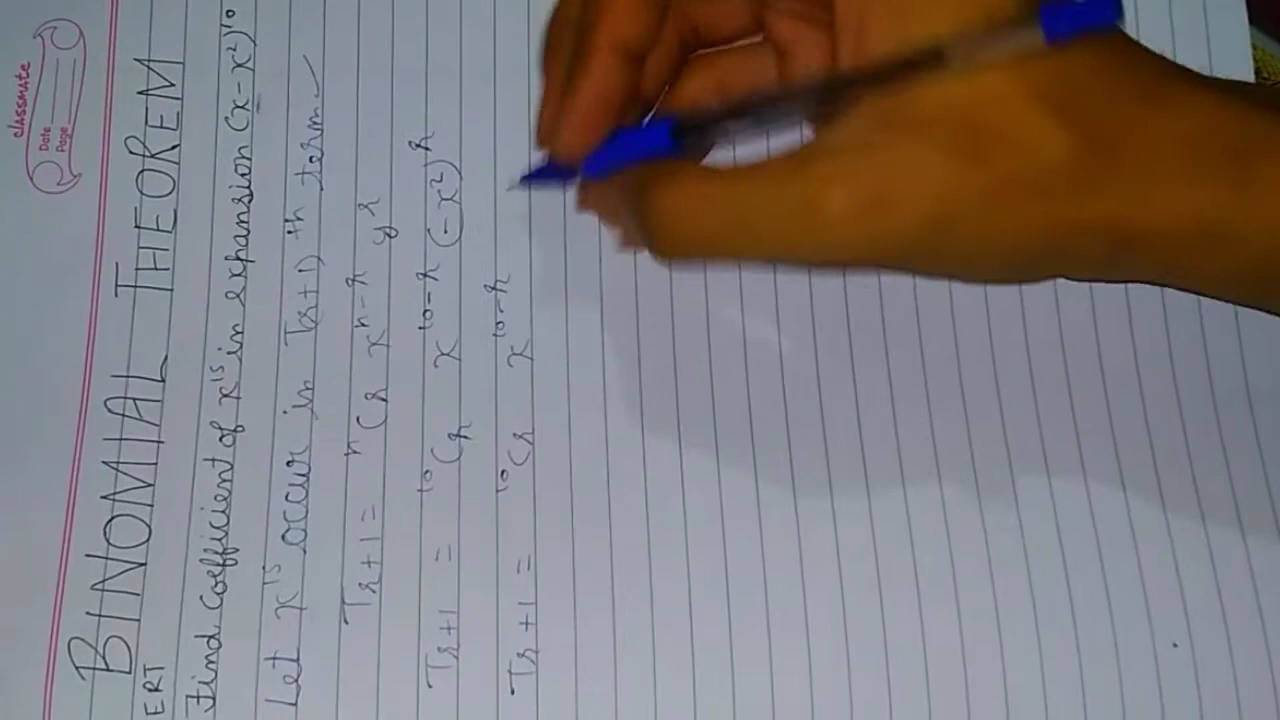 classmate
Date
Page
BINOMIAL THEOREM
ERT
Find coefficient of x¹⁵ in expansion (x-x²)¹⁰
Let x¹⁵ occur in T(r+1)th term
Tr+1 = ⁿCr xⁿ⁻ʳ yʳ
Tr+1 = ¹⁰Cr x¹⁰⁻ʳ (-x²)ʳ
Tr+1 = ¹⁰Cr x¹⁰⁻ʳ